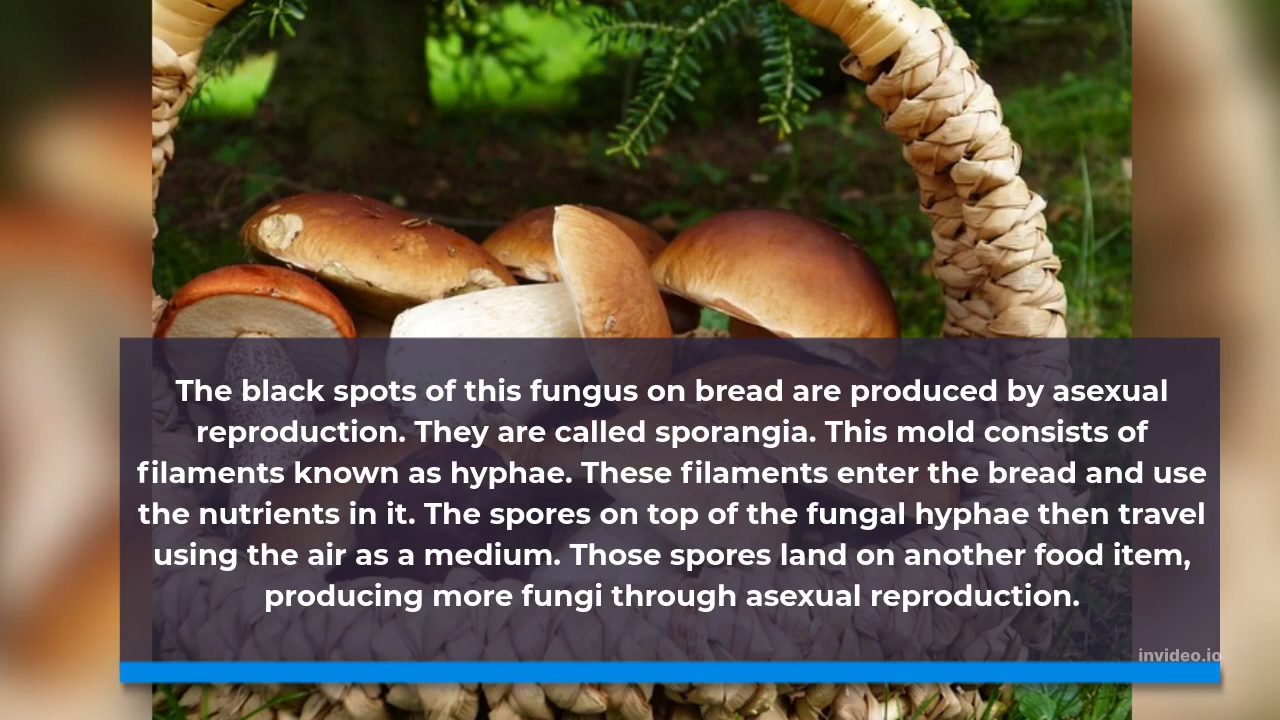 The black spots of this fungus on bread are produced by asexual
reproduction. They are called sporangia. This mold consists of
filaments known as hyphae. These filaments enter the bread and use
the nutrients in it. The spores on top of the fungal hyphae then travel
using the air as a medium. Those spores land on another food item,
producing more fungi through asexual reproduction.
invideo.io